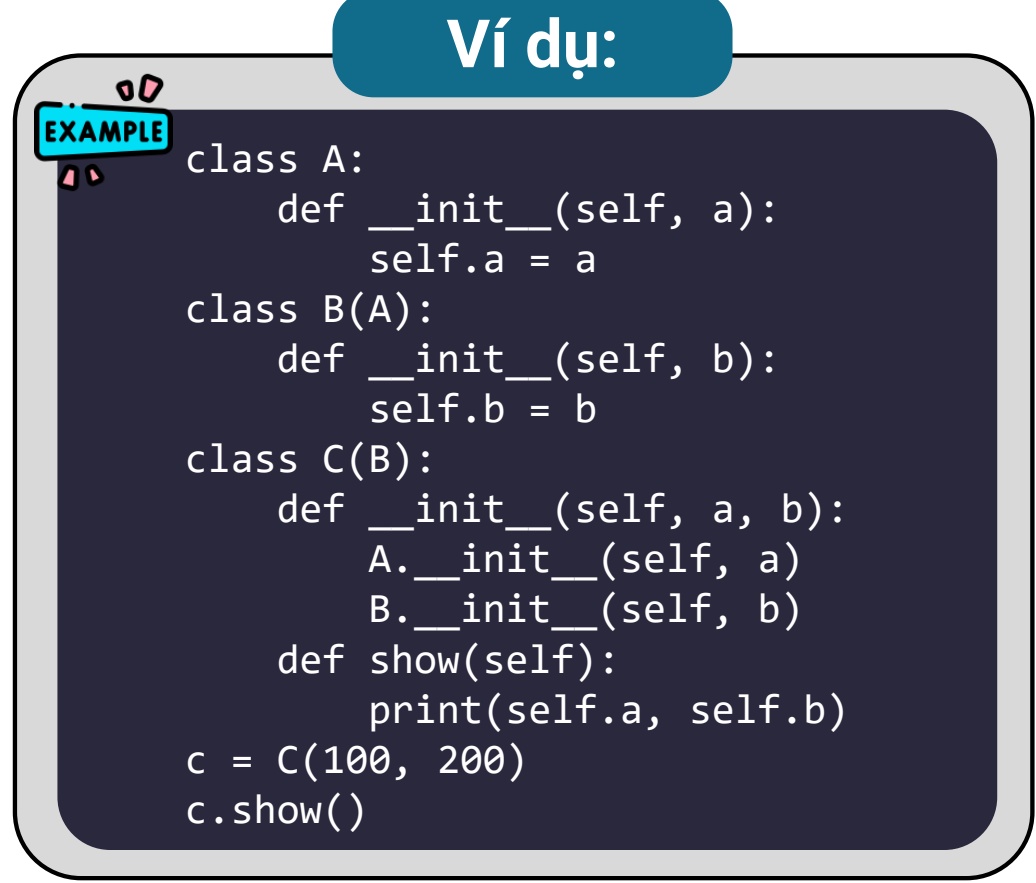 Ví dụ:
EXAMPLE
class A:
    def __init__(self, a):
        self.a = a
class B(A):
    def __init__(self, b):
        self.b = b
class C(B):
    def __init__(self, a, b):
        A.__init__(self, a)
        B.__init__(self, b)
    def show(self):
        print(self.a, self.b)
c = C(100, 200)
c.show()